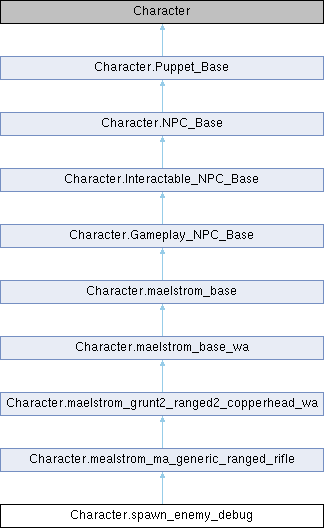 Character
Character.Puppet_Base
Character.NPC_Base
Character.Interactable_NPC_Base
Character.Gameplay_NPC_Base
Character.maelstrom_base
Character.maelstrom_base_wa
Character.maelstrom_grunt2_ranged2_copperhead_wa
Character.mealstrom_ma_generic_ranged_rifle
Character.spawn_enemy_debug